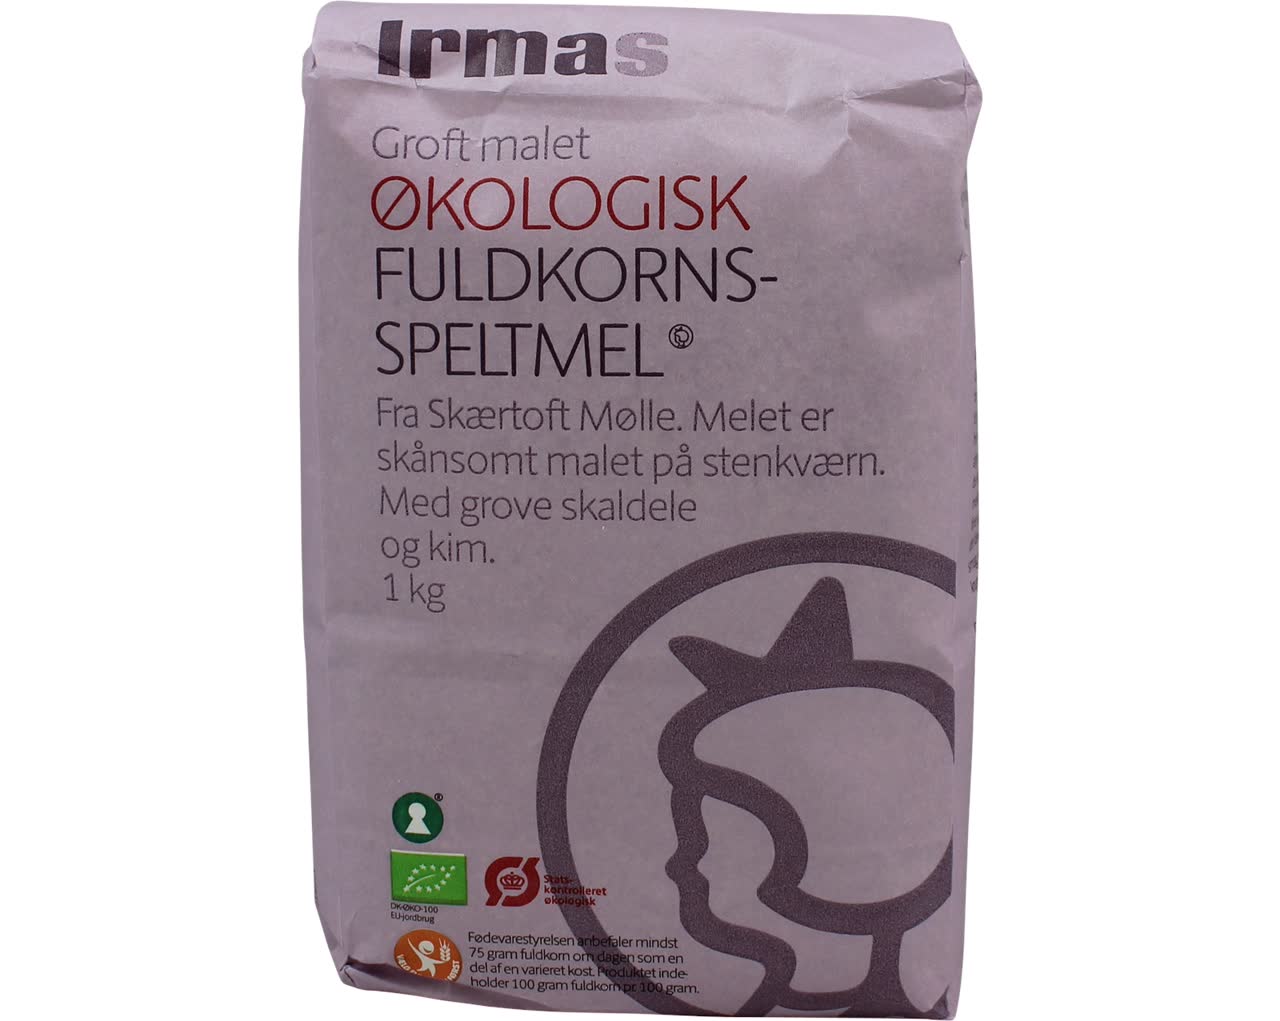 Irmas
Groft malet
ØKOLOGISK
FULDKORNS-
SPELTMEL®
Fra Skærtoft Mølle. Melet er
skånsomt malet på stenkværn.
Med grove skaldele
og kim.
1 kg
®
DK-ØKO-100
EU-jordbrug
Stats-
kontrolleret
økologisk
Fødevarestyrelsen anbefaler mindst
75 gram fuldkorn om dagen som en
del af en varieret kost. Produktet inde-
holder 100 gram fuldkorn pr. 100 gram.